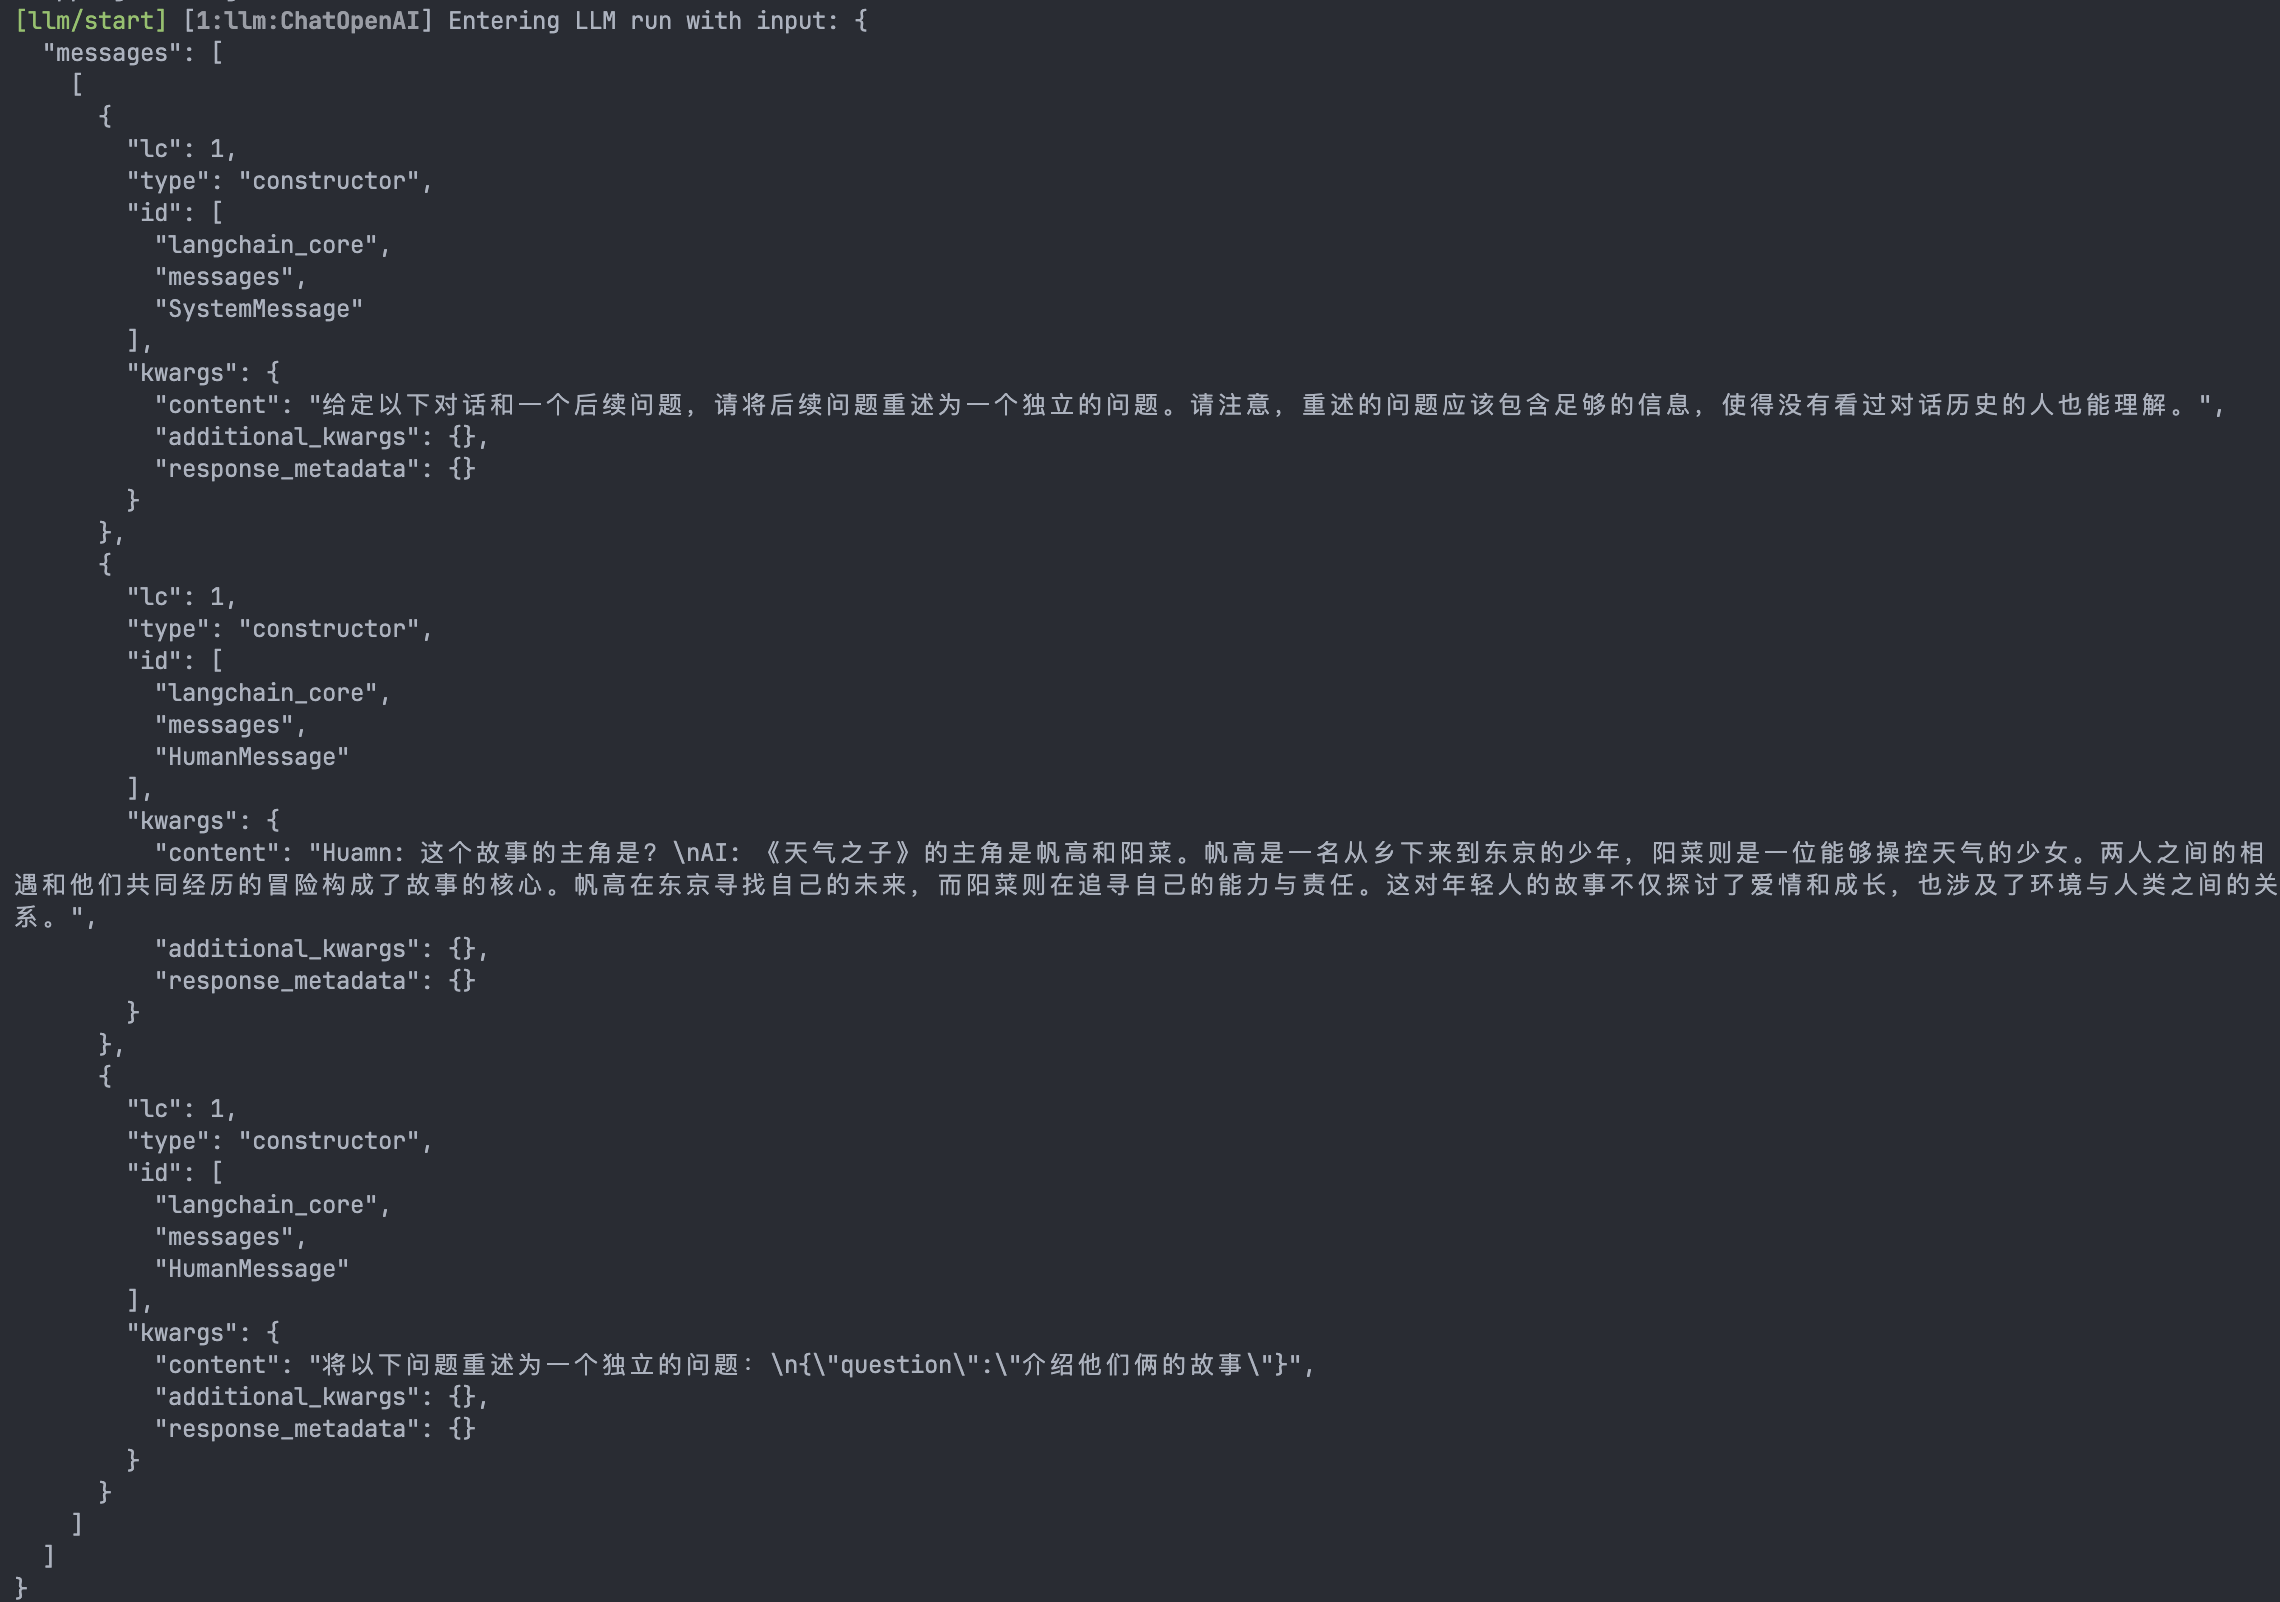 [llm/start] [1:llm:ChatOpenAI] Entering LLM run with input: {
  "messages": [
    [
      {
        "lc": 1,
        "type": "constructor",
        "id": [
          "langchain_core",
          "messages",
          "SystemMessage"
        ],
        "kwargs": {
          "content": "给定以下对话和一个后续问题，请将后续问题重述为一个独立的问题。请注意，重述的问题应该包含足够的信息，使得没有看过对话历史的人也能理解。",
          "additional_kwargs": {},
          "response_metadata": {}
        }
      },
      {
        "lc": 1,
        "type": "constructor",
        "id": [
          "langchain_core",
          "messages",
          "HumanMessage"
        ],
        "kwargs": {
          "content": "Huamn: 这个故事的主角是？\nAI: 《天气之子》的主角是帆高和阳菜。帆高是一名从乡下来到东京的少年，阳菜则是一位能够操控天气的少女。两人之间的相
遇和他们共同经历的冒险构成了故事的核心。帆高在东京寻找自己的未来，而阳菜则在追寻自己的能力与责任。这对年轻人的故事不仅探讨了爱情和成长，也涉及了环境与人类之间的关
系。",
          "additional_kwargs": {},
          "response_metadata": {}
        }
      },
      {
        "lc": 1,
        "type": "constructor",
        "id": [
          "langchain_core",
          "messages",
          "HumanMessage"
        ],
        "kwargs": {
          "content": "将以下问题重述为一个独立的问题：\n{\"question\":\"介绍他们俩的故事\"}",
          "additional_kwargs": {},
          "response_metadata": {}
        }
      }
    ]
  ]
}